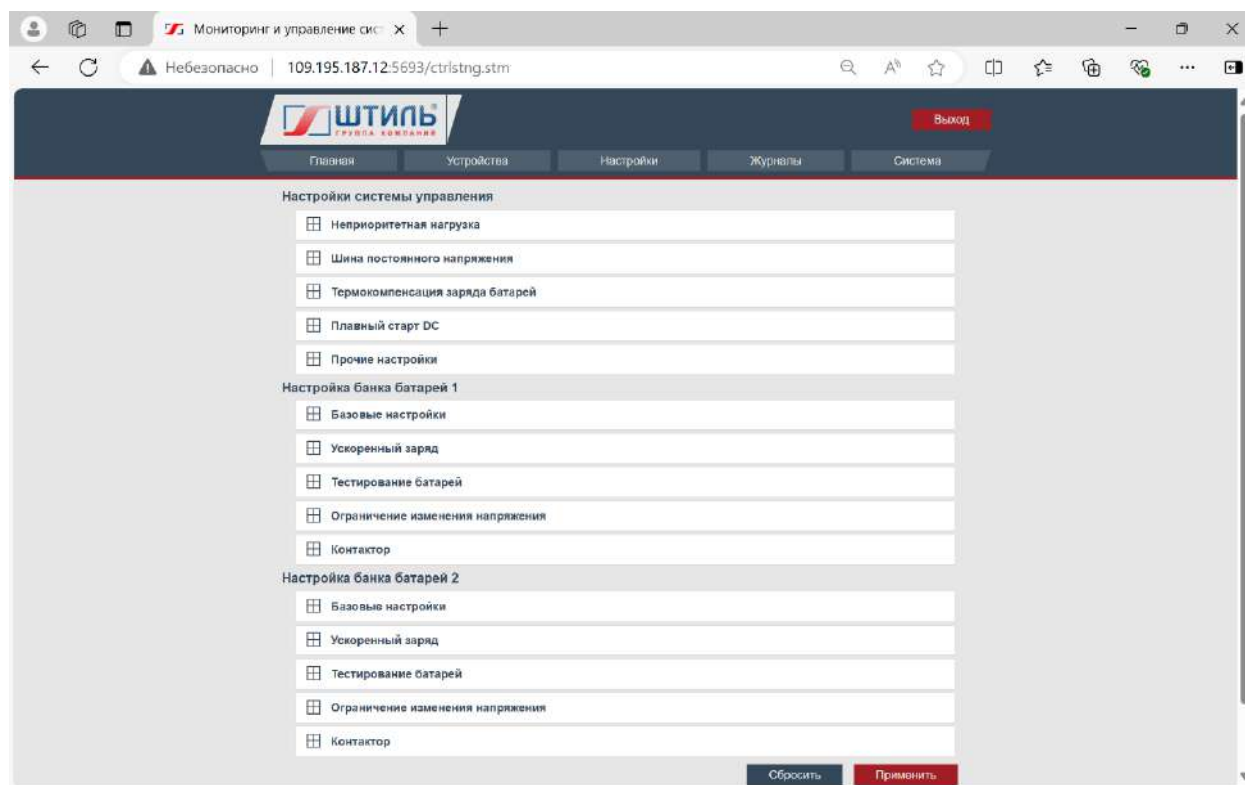 Мониторинг и управление сис
Небезопасно
109.195.187.12:5693/ctrlstng.stm
ШТИЛЬ
ГРУППА КОМПАНИЙ
Выход
Главная
Устройства
Настройки
Журналы
Система
Настройки системы управления
Неприоритетная нагрузка
Шина постоянного напряжения
Термокомпенсация заряда батарей
Плавный старт DC
Прочие настройки
Настройка банка батарей 1
Базовые настройки
Ускоренный заряд
Тестирование батарей
Ограничение изменения напряжения
Контактор
Настройка банка батарей 2
Базовые настройки
Ускоренный заряд
Тестирование батарей
Ограничение изменения напряжения
Контактор
Сбросить
Применить